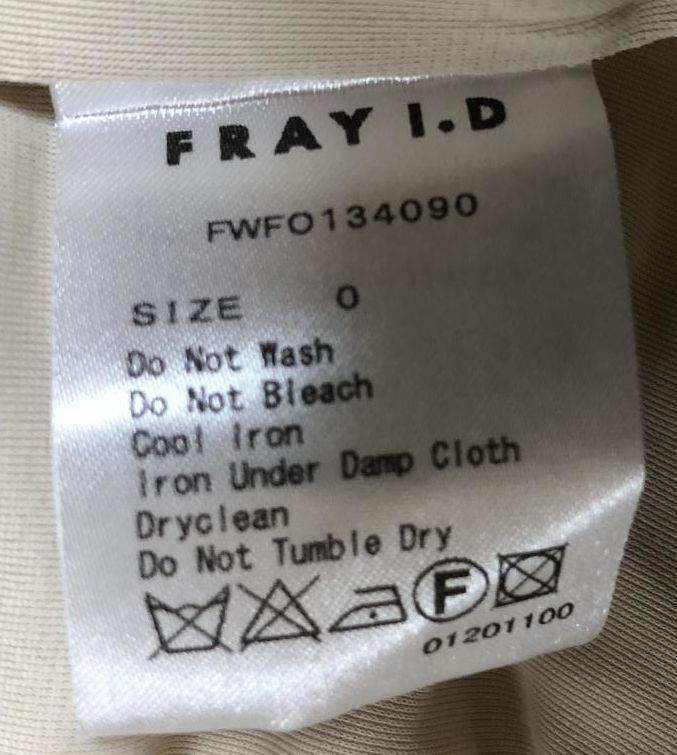 FRAY I.D
FWFO134090
SIZE 0
Do Not Wash
Do Not Bleach
Cool Iron
Iron Under Damp Cloth
Dryclean
Do Not Tumble Dry
F
01201100